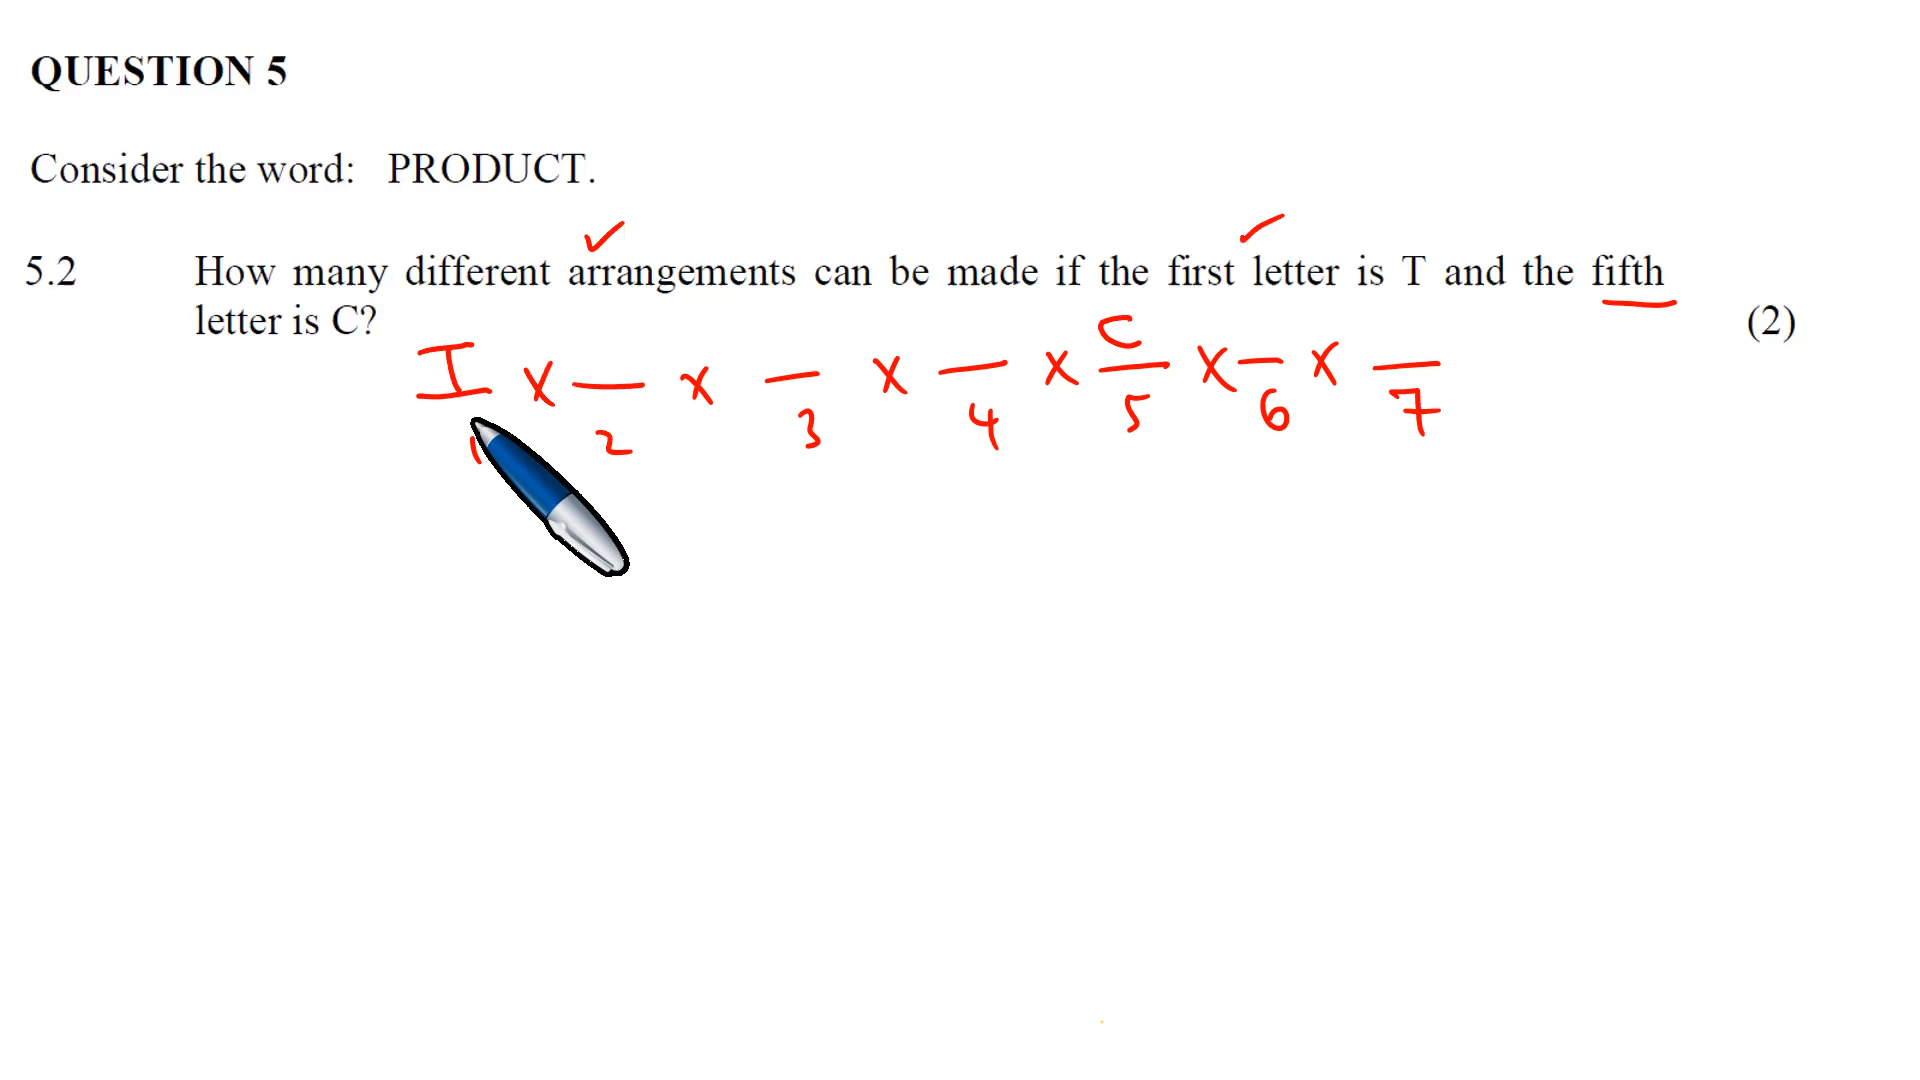 QUESTION 5
Consider the word: PRODUCT.
5.2 How many different arrangements can be made if the first letter is T and the fifth
letter is C? (2)
T × _ × _ × _ × C × _ × _
1 2 3 4 5 6 7